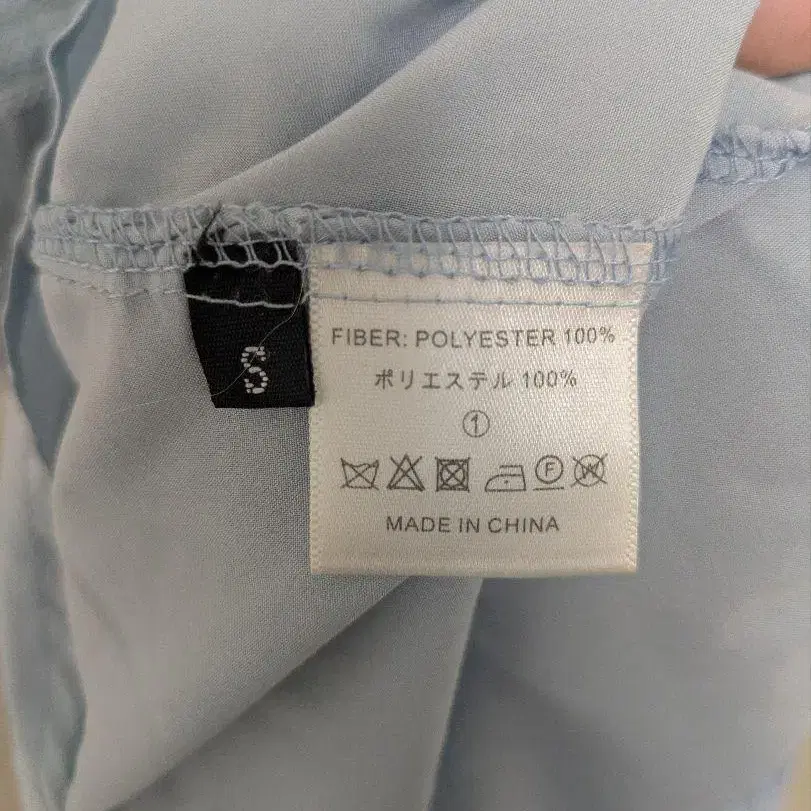 S
FIBER: POLYESTER 100%
ポリエステル 100%
①
F W
MADE IN CHINA